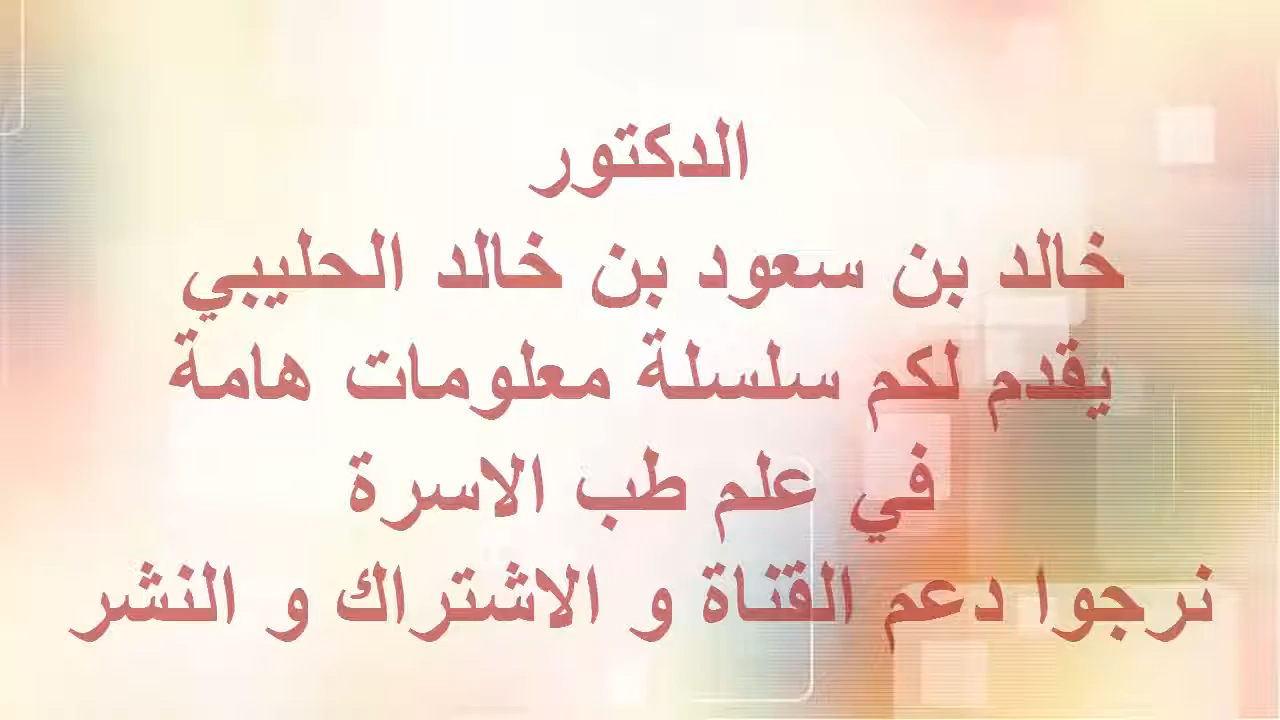 الدكتور
خالد بن سعود بن خالد الحليبي
يقدم لكم سلسلة معلومات هامة
في علم طب الاسرة
نرجوا دعم القناة و الاشتراك و النشر